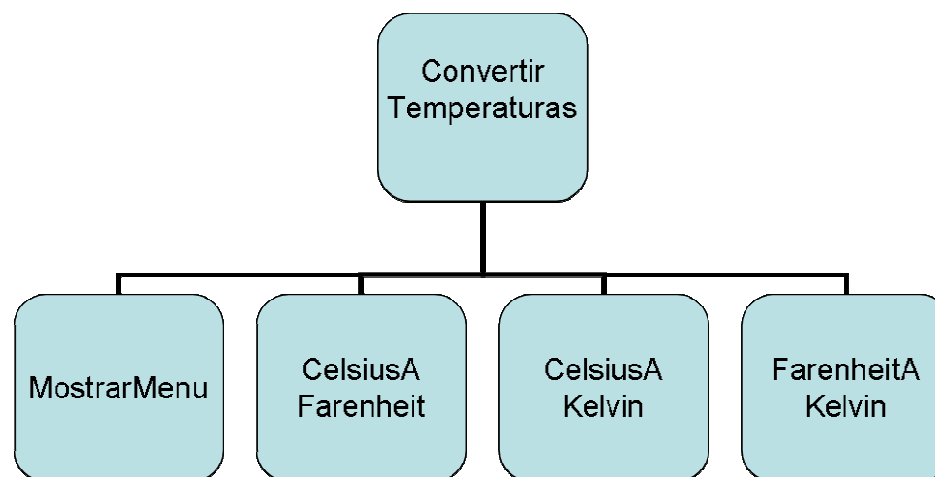 Convertir
Temperaturas
MostrarMenu
CelsiusA
Farenheit
CelsiusA
Kelvin
FarenheitA
Kelvin